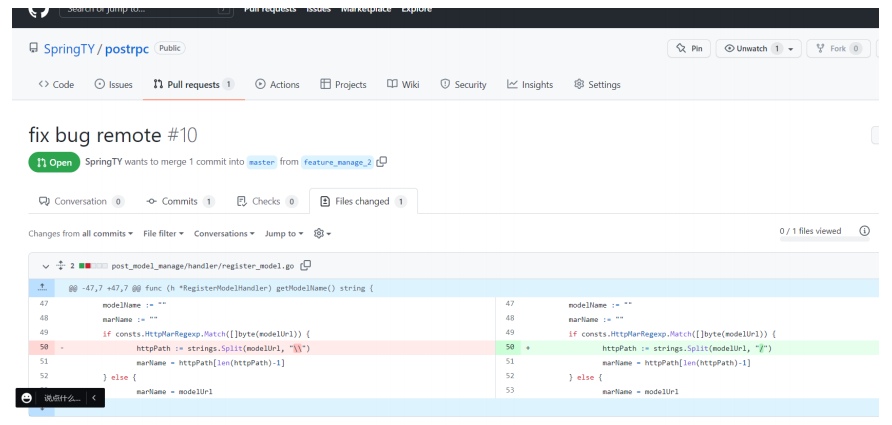 Search or jump to...
/
Pull requests Issues Marketplace Explore
SpringTY / postrpc Public
Pin
Unwatch 1
Fork 0
Code Issues Pull requests 1 Actions Projects Wiki Security Insights Settings
fix bug remote #10
Open SpringTY wants to merge 1 commit into master from feature_manage_2
Conversation 0 Commits 1 Checks 0 Files changed 1
Changes from all commits File filter Conversations Jump to
0 / 1 files viewed
2 post_model_manage/handler/register_model.go
@@ -47,7 +47,7 @@ func (h *RegisterModelHandler) getModelName() string {
47 modelName := "" 47 modelName := ""
48 marName := "" 48 marName := ""
49 if consts.HttpMarRegexp.Match([]byte(modelUrl)) { 49 if consts.HttpMarRegexp.Match([]byte(modelUrl)) {
50 - httpPath := strings.Split(modelUrl, "\\") 50 + httpPath := strings.Split(modelUrl, "/")
51 marName = httpPath[len(httpPath)-1] 51 marName = httpPath[len(httpPath)-1]
52 } else { 52 } else {
marName = modelUrl 53 marName = modelUrl
说点什么...